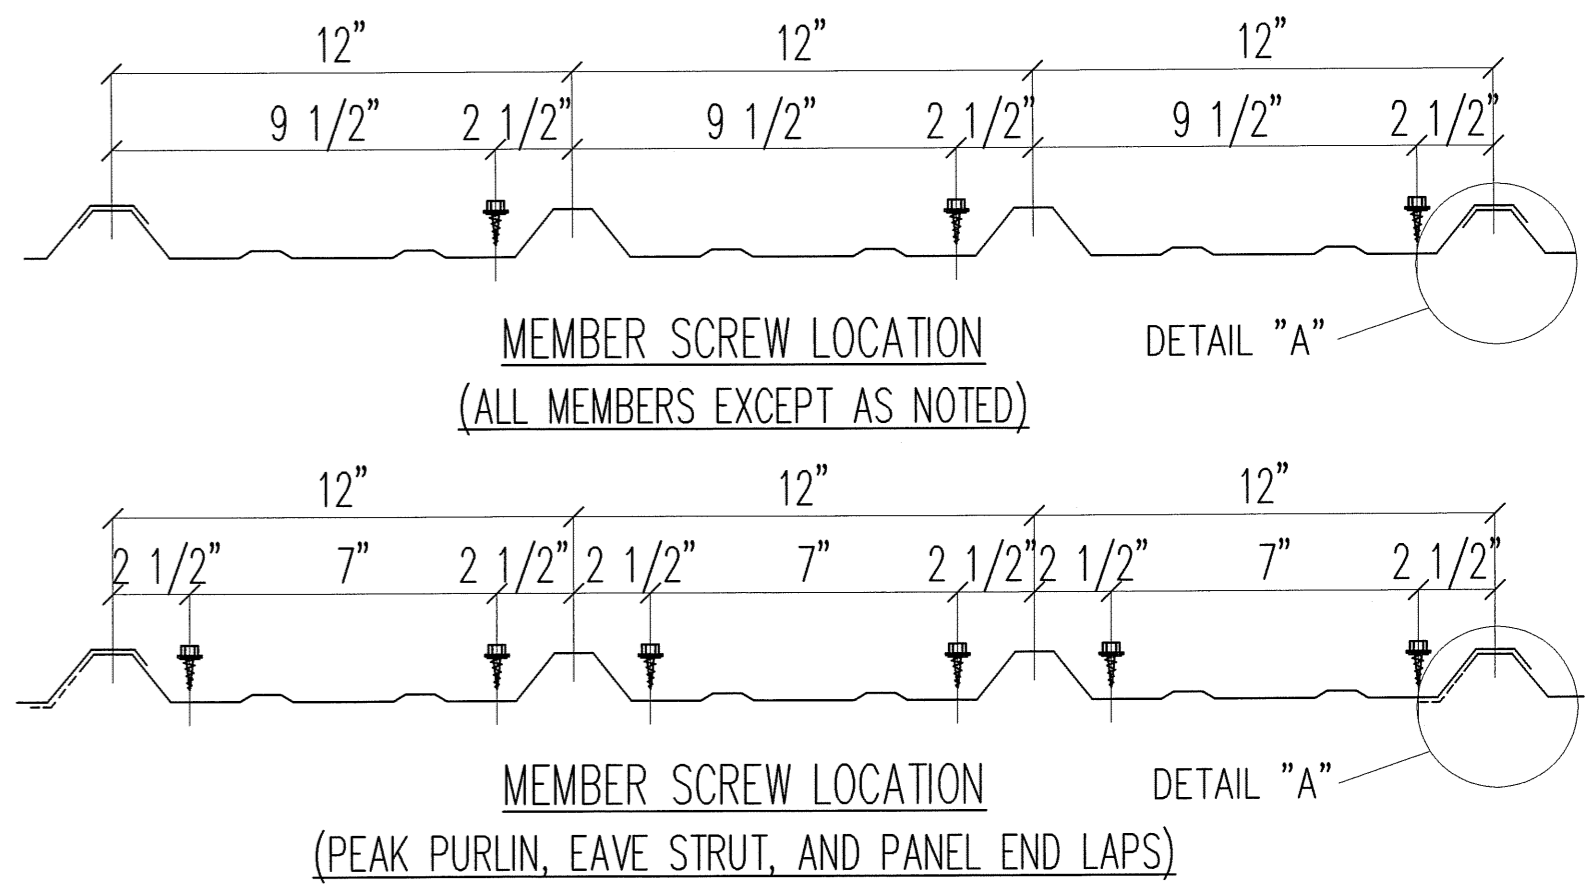 12" 12" 12"
9 1/2" 2 1/2" 9 1/2" 2 1/2" 9 1/2" 2 1/2"
MEMBER SCREW LOCATION
DETAIL "A"
(ALL MEMBERS EXCEPT AS NOTED)
12" 12" 12"
2 1/2" 7" 2 1/2" 2 1/2" 7" 2 1/2" 2 1/2" 7" 2 1/2"
MEMBER SCREW LOCATION
DETAIL "A"
(PEAK PURLIN, EAVE STRUT, AND PANEL END LAPS)